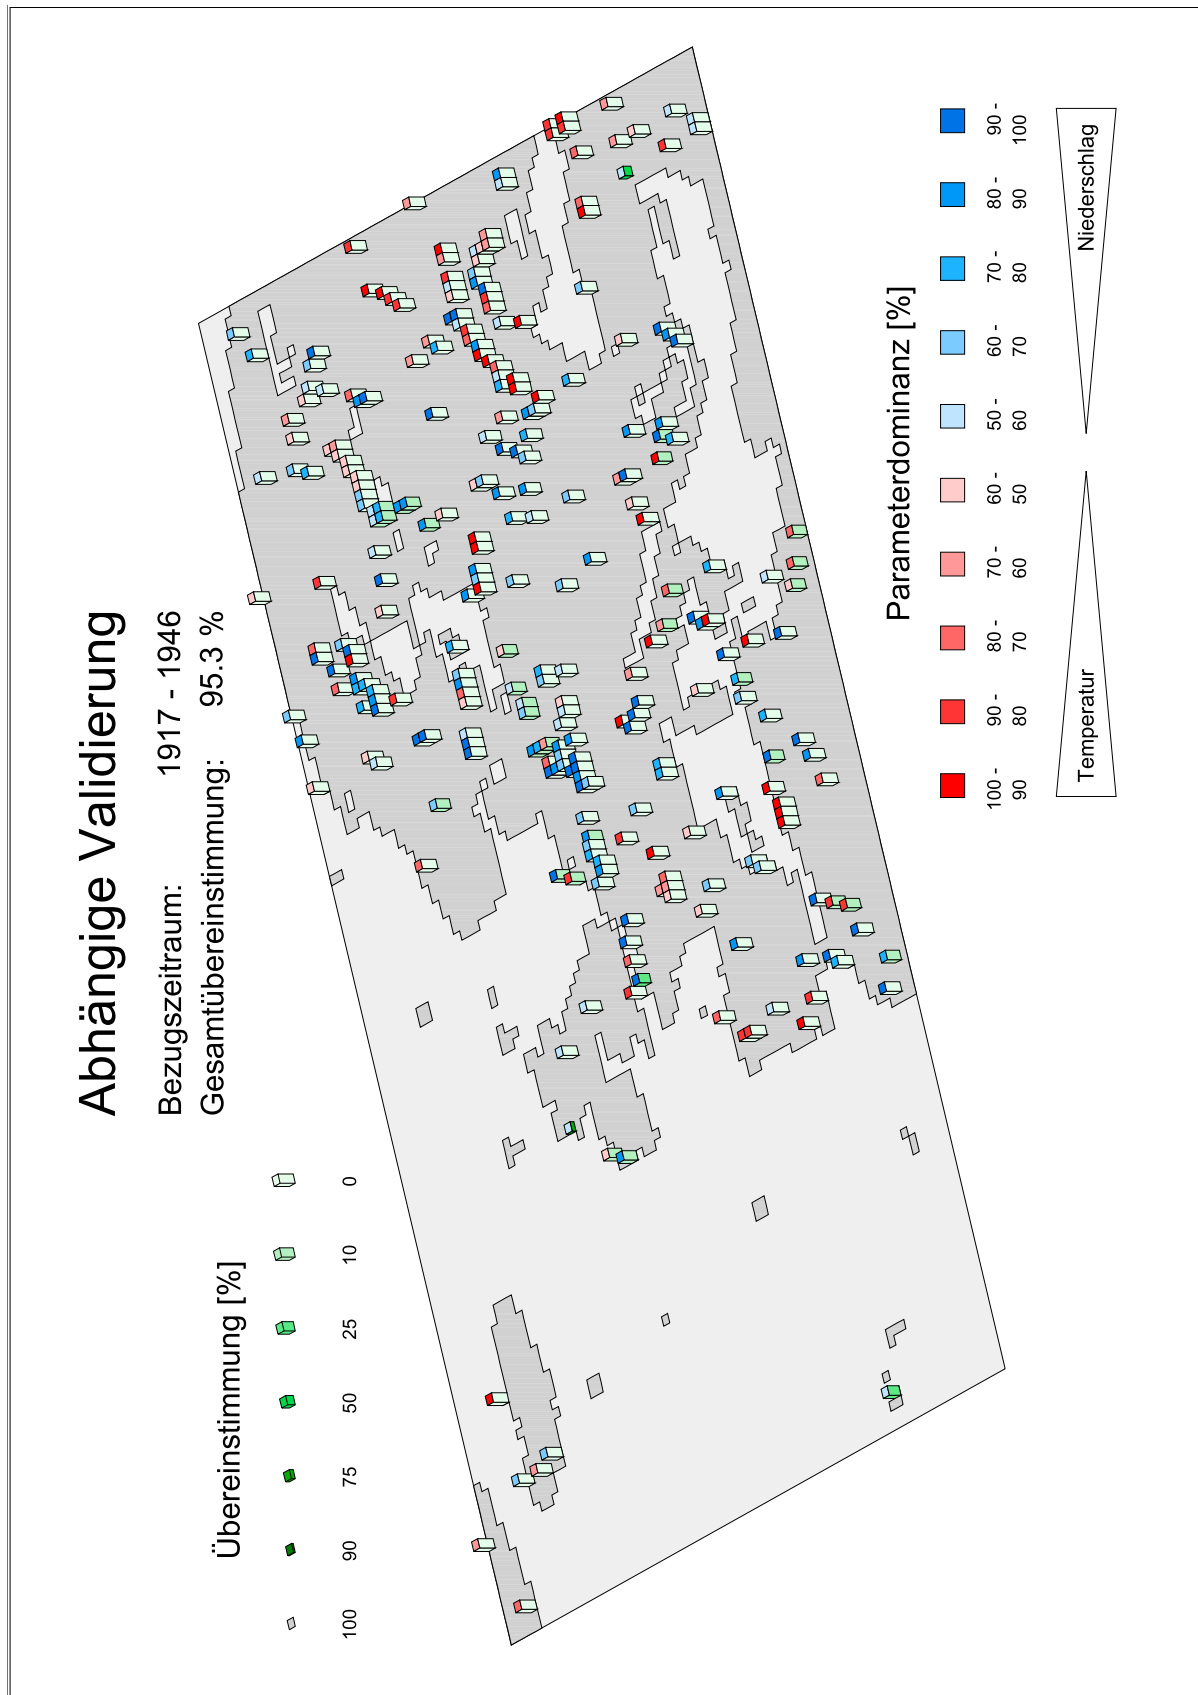 Abhängige Validierung
Bezugszeitraum: 1917 - 1946
Gesamtübereinstimmung: 95.3 %
Übereinstimmung [%]
100 90 75 50 25 10 0
Parameterdominanz [%]
100 - 90 - 80 - 70 - 60 - 50 - 60 - 70 - 80 - 90 -
90 80 70 60 50 60 70 80 90 100
Temperatur Niederschlag